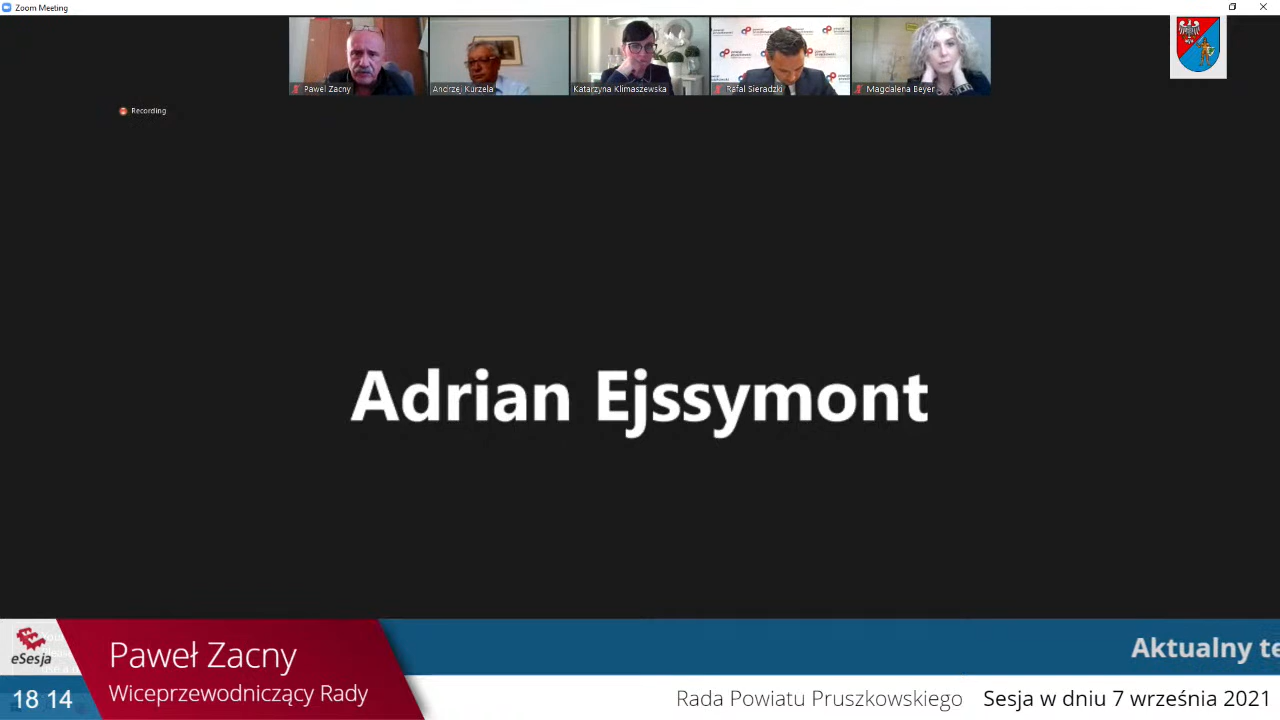 Zoom Meeting
Paweł Zacny
Andrzej Kurzela
Katarzyna Klimaszewska
Rafał Sieradzki
Magdalena Beyer
Recording
Adrian Ejssymont
Aktualny te
eSesja
Paweł Zacny
Wiceprzewodniczący Rady
18 14
Rada Powiatu Pruszkowskiego
Sesja w dniu 7 września 2021